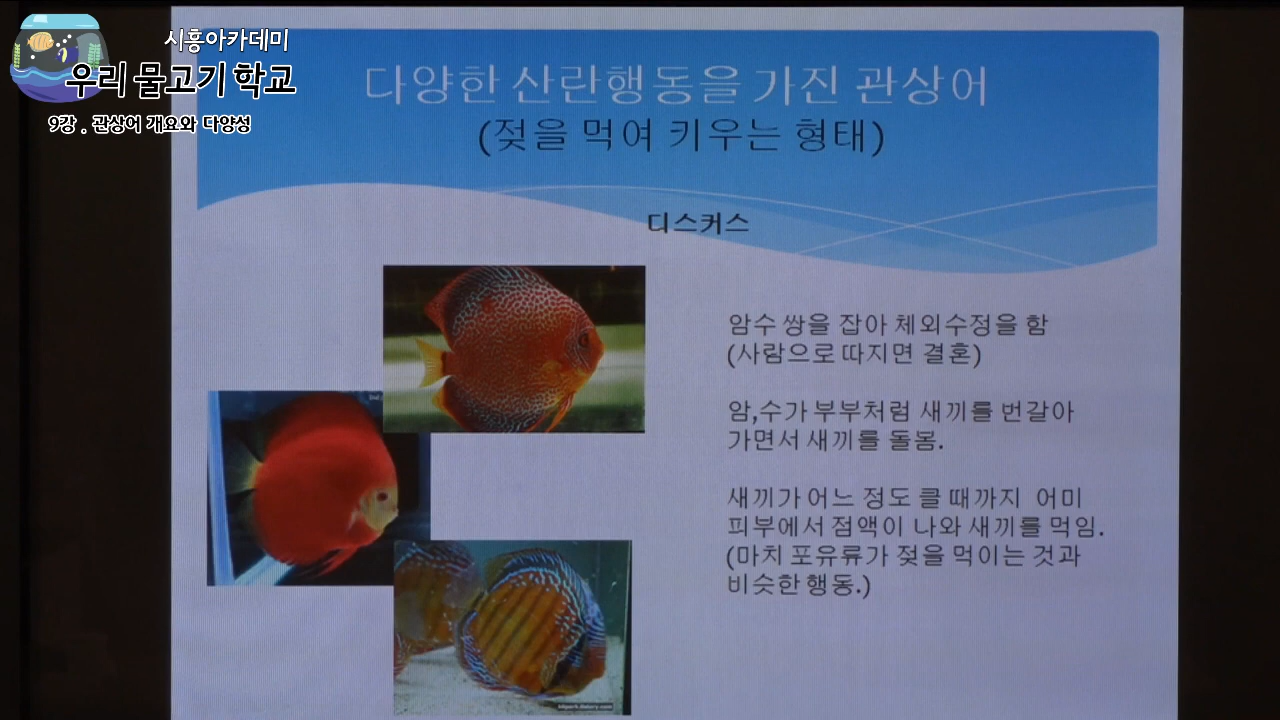 시흥아카데미
우리 물고기 학교
9강 . 관상어 개요와 다양성
다양한 산란행동을 가진 관상어
(젖을 먹여 키우는 형태)
디스커스
암수 쌍을 잡아 체외수정을 함
(사람으로 따지면 결혼)
암,수가 부부처럼 새끼를 번갈아
가면서 새끼를 돌봄.
새끼가 어느 정도 클 때까지 어미
피부에서 점액이 나와 새끼를 먹임.
(마치 포유류가 젖을 먹이는 것과
비슷한 행동.)